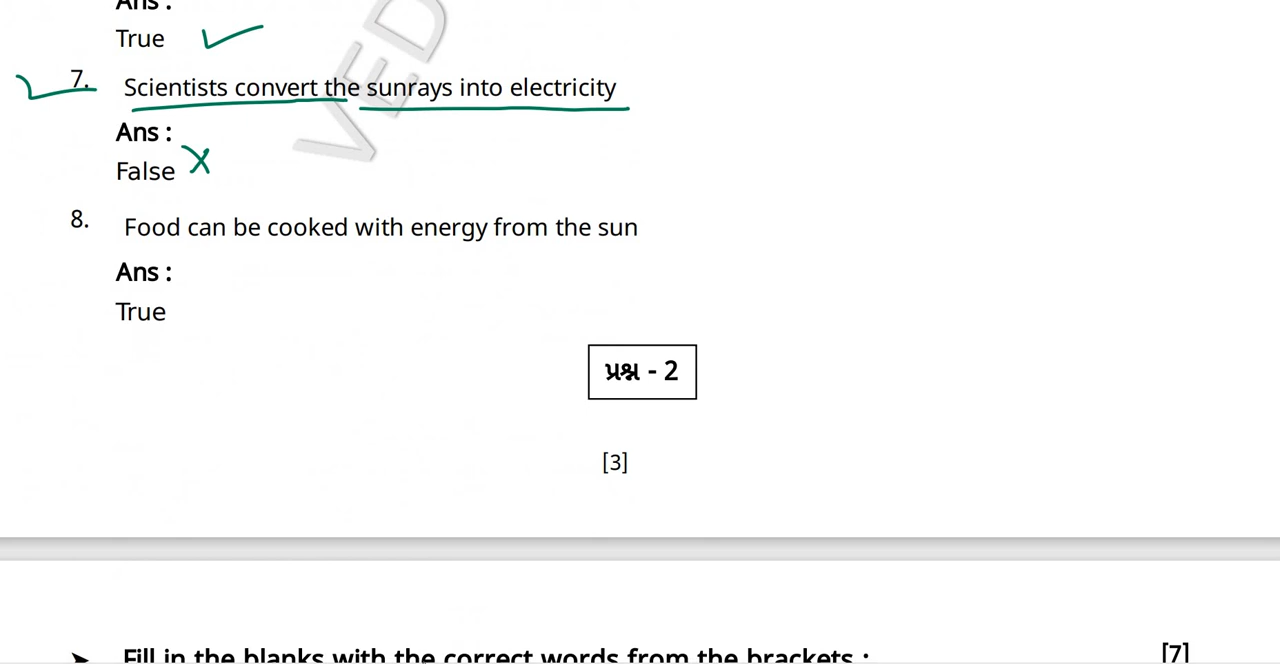 Ans :
True
7. Scientists convert the sunrays into electricity
Ans :
False
8. Food can be cooked with energy from the sun
Ans :
True
પ્રશ્ન - 2
[3]
➤ Fill in the blanks with the correct words from the brackets : [7]
VED